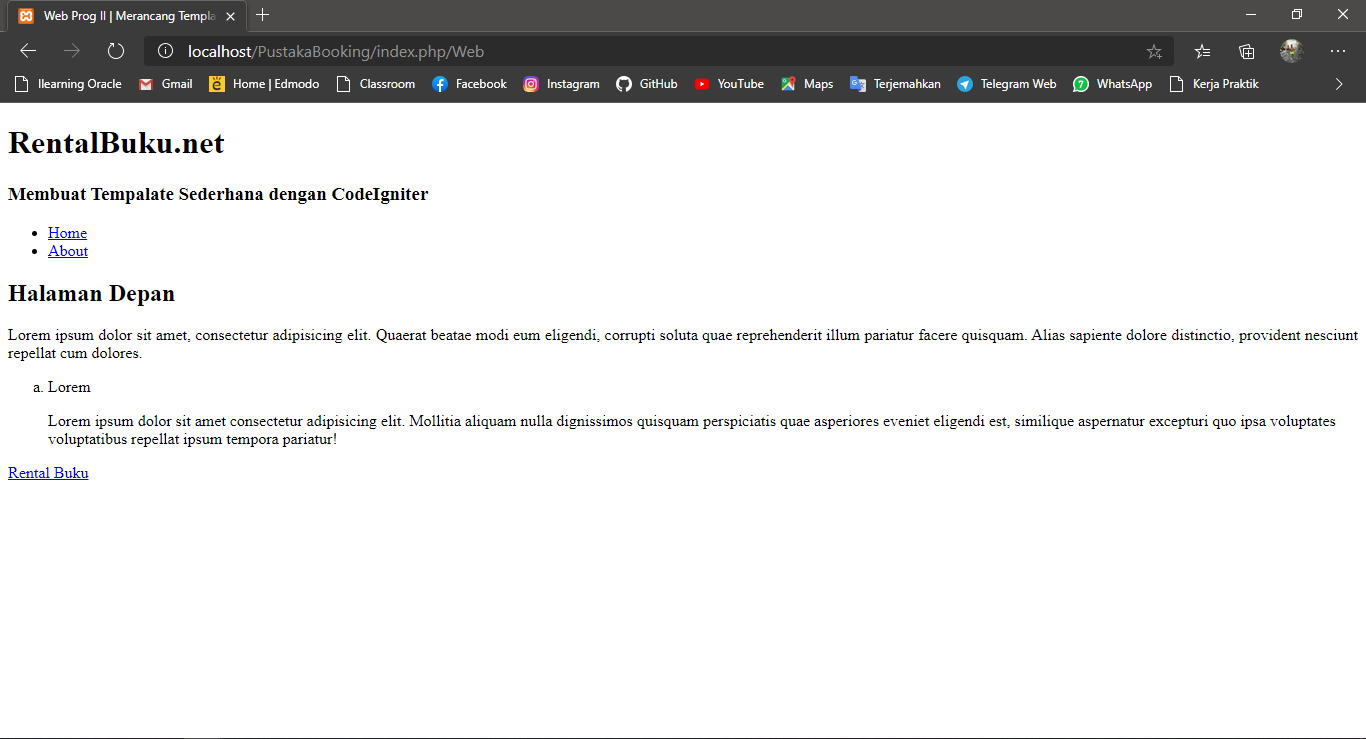 Web Prog II | Merancang Templa
localhost/PustakaBooking/index.php/Web
Ilearning Oracle Gmail Home | Edmodo Classroom Facebook Instagram GitHub YouTube Maps Terjemahkan Telegram Web WhatsApp Kerja Praktik
RentalBuku.net
Membuat Tempalate Sederhana dengan CodeIgniter
Home
About
Halaman Depan
Lorem ipsum dolor sit amet, consectetur adipisicing elit. Quaerat beatae modi eum eligendi, corrupti soluta quae reprehenderit illum pariatur facere quisquam. Alias sapiente dolore distinctio, provident nesciunt
repellat cum dolores.
a. Lorem
Lorem ipsum dolor sit amet consectetur adipisicing elit. Mollitia aliquam nulla dignissimos quisquam perspiciatis quae asperiores eveniet eligendi est, similique aspernatur excepturi quo ipsa voluptates
voluptatibus repellat ipsum tempora pariatur!
Rental Buku